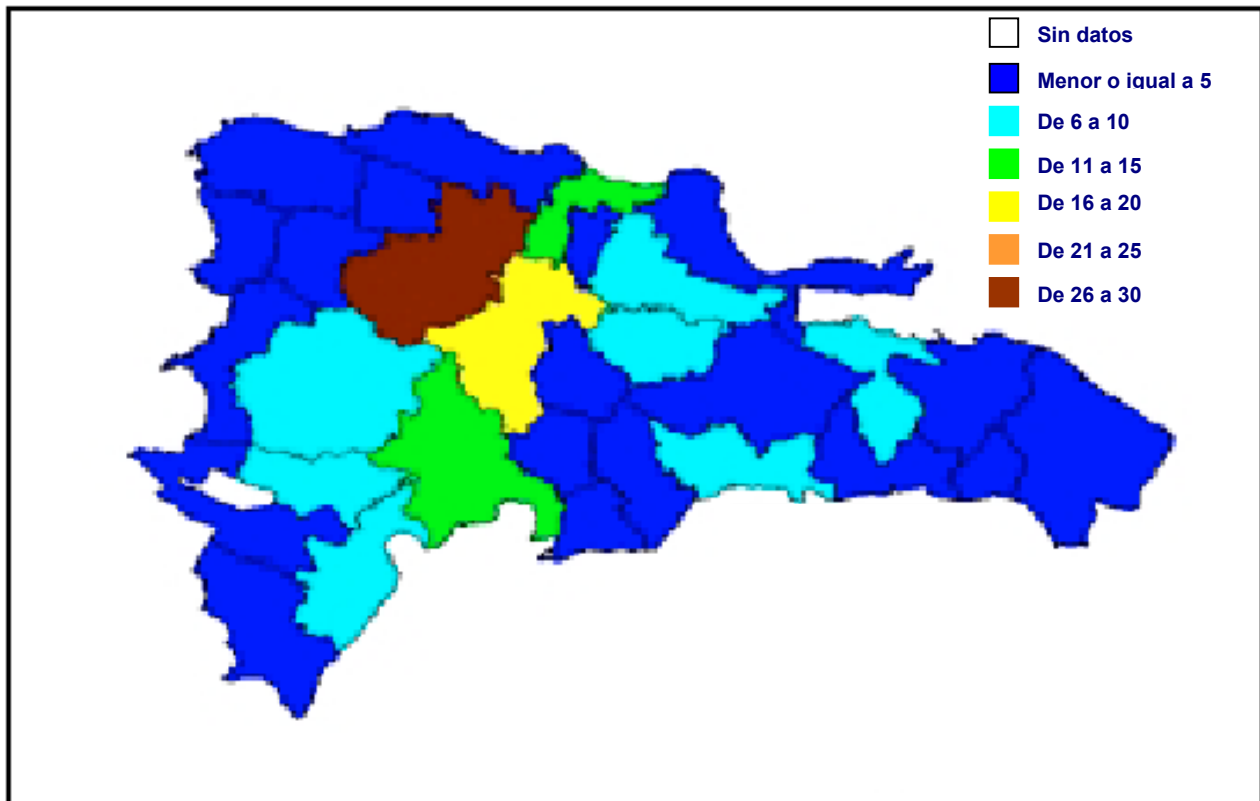 Sin datos
Menor o igual a 5
De 6 a 10
De 11 a 15
De 16 a 20
De 21 a 25
De 26 a 30